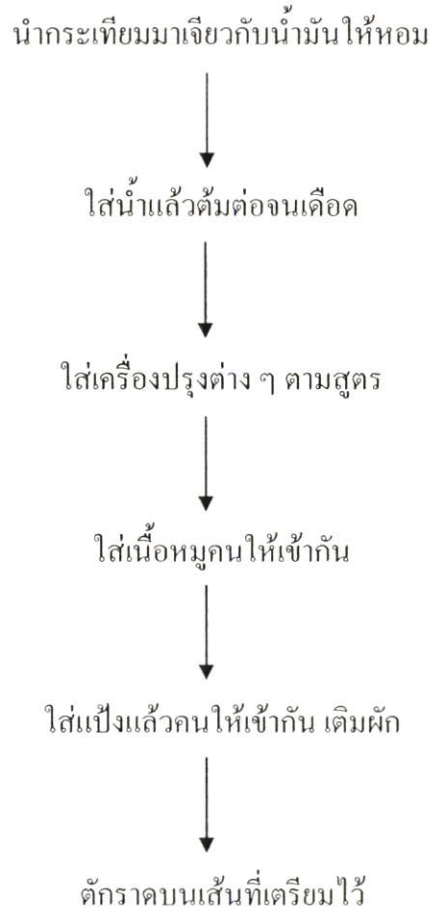 นำกระเทียมมาเจียวกับน้ำมันให้หอม
ใส่น้ำแล้วต้มต่อจนเดือด
ใส่เครื่องปรุงต่าง ๆ ตามสูตร
ใส่เนื้อหมูคนให้เข้ากัน
ใส่แป้งแล้วคนให้เข้ากัน เติมผัก
ตักราดบนเส้นที่เตรียมไว้